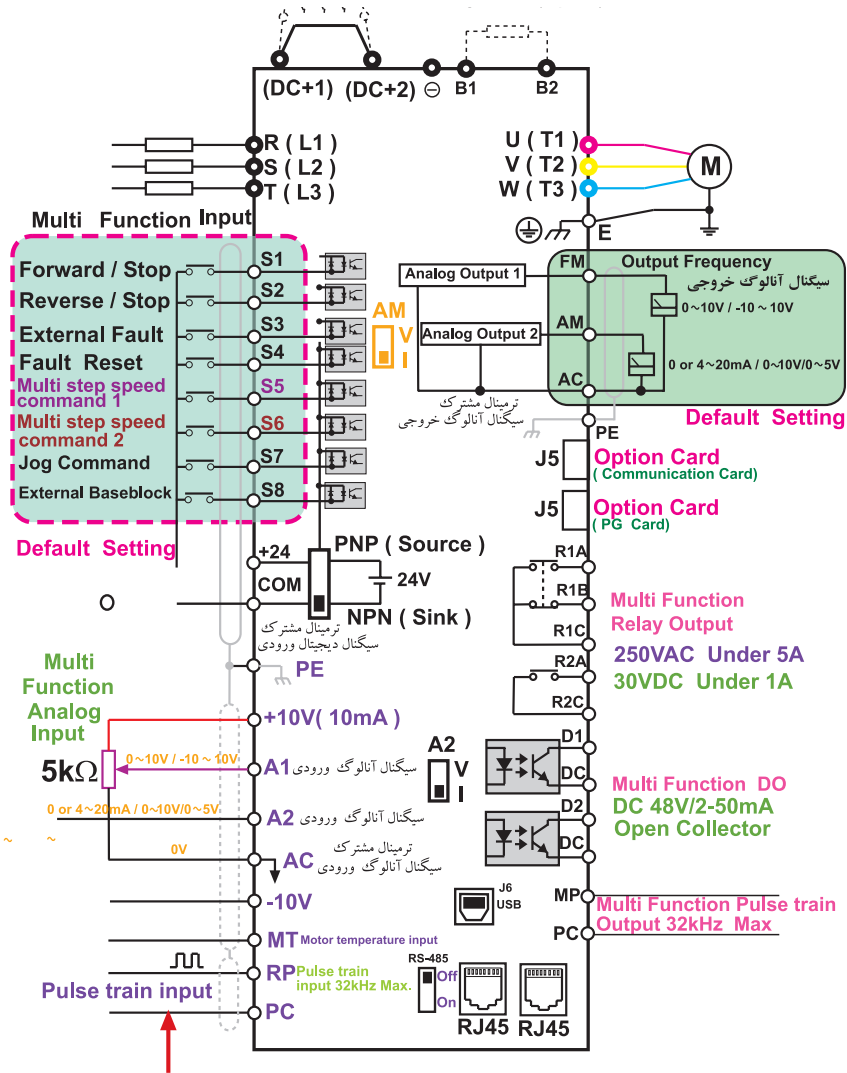 (DC+1) (DC+2) ⊖ B1 B2
R ( L1 )
S ( L2 )
T ( L3 )
U ( T1 )
V ( T2 )
W ( T3 )
M
E
Multi Function Input
Forward / Stop S1
Reverse / Stop S2
External Fault S3
Fault Reset S4
Multi step speed
command 1 S5
Multi step speed
command 2 S6
Jog Command S7
External Baseblock S8
Default Setting
AM
V
I
Analog Output 1
Analog Output 2
ترمینال مشترک
سیگنال آنالوگ خروجی
FM Output Frequency
سیگنال آنالوگ خروجی
0~10V / -10 ~ 10V
AM
0 or 4~20mA / 0~10V/0~5V
AC
Default Setting
PE
J5 Option Card
( Communication Card)
J5 Option Card
( PG Card)
+24
COM
PNP ( Source )
24V
NPN ( Sink )
ترمینال مشترک
سیگنال دیجیتال ورودی
PE
R1A
R1B
R1C
R2A
R2C
Multi Function
Relay Output
250VAC Under 5A
30VDC Under 1A
Multi
Function
Analog
Input
+10V( 10mA )
5kΩ
0~10V / -10 ~ 10V
A1 سیگنال آنالوگ ورودی
0 or 4~20mA / 0~10V/0~5V
A2 سیگنال آنالوگ ورودی
~ ~
0V
AC ترمینال مشترک
سیگنال آنالوگ ورودی
A2
V
I
D1
DC
D2
DC
Multi Function DO
DC 48V/2-50mA
Open Collector
-10V
MT Motor temperature input
RP Pulse train
input 32kHz Max.
Pulse train input
PC
J6
USB
RS-485
Off
On
RJ45 RJ45
MP
PC
Multi Function Pulse train
Output 32kHz Max